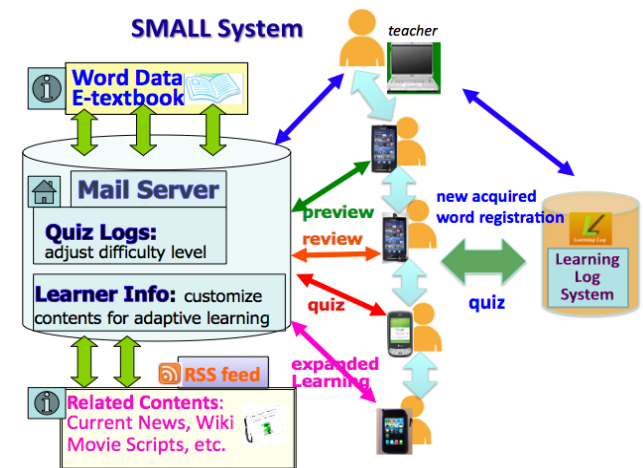 SMALL System
teacher
Word Data
E-textbook
Mail Server
Quiz Logs:
adjust difficulty level
Learner Info: customize
contents for adaptive learning
preview
review
quiz
expanded
Learning
new acquired
word registration
quiz
Learning Log
Learning
Log
System
RSS feed
Related Contents:
Current News, Wiki
Movie Scripts, etc.